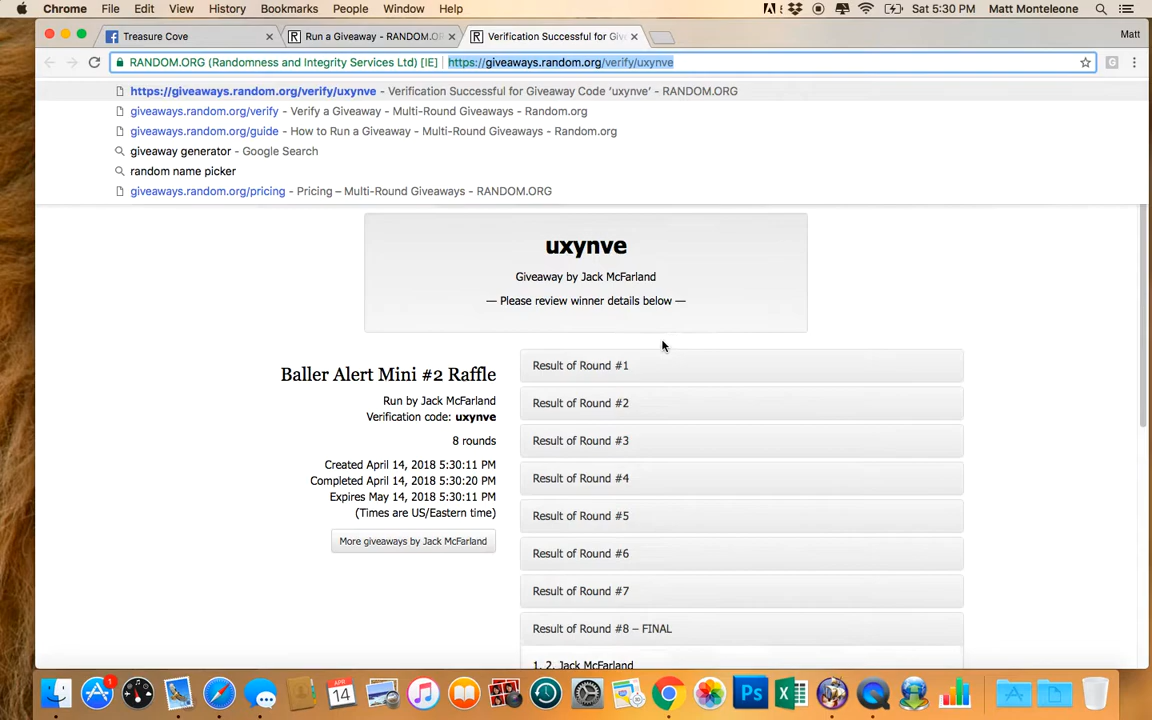 Chrome File Edit View History Bookmarks People Window Help Sat 5:30 PM Matt Monteleone
Treasure Cove
Run a Giveaway - RANDOM.OR
Verification Successful for Give
Matt
RANDOM.ORG (Randomness and Integrity Services Ltd) [IE] https://giveaways.random.org/verify/uxynve
https://giveaways.random.org/verify/uxynve - Verification Successful for Giveaway Code ‘uxynve’ - RANDOM.ORG
giveaways.random.org/verify - Verify a Giveaway - Multi-Round Giveaways - Random.org
giveaways.random.org/guide - How to Run a Giveaway - Multi-Round Giveaways - Random.org
giveaway generator - Google Search
random name picker
giveaways.random.org/pricing - Pricing – Multi-Round Giveaways - RANDOM.ORG
uxynve
Giveaway by Jack McFarland
— Please review winner details below —
Baller Alert Mini #2 Raffle
Run by Jack McFarland
Verification code: uxynve
8 rounds
Created April 14, 2018 5:30:11 PM
Completed April 14, 2018 5:30:20 PM
Expires May 14, 2018 5:30:11 PM
(Times are US/Eastern time)
More giveaways by Jack McFarland
Result of Round #1
Result of Round #2
Result of Round #3
Result of Round #4
Result of Round #5
Result of Round #6
Result of Round #7
Result of Round #8 – FINAL
1. 2. Jack McFarland
1
APR
14
Ps